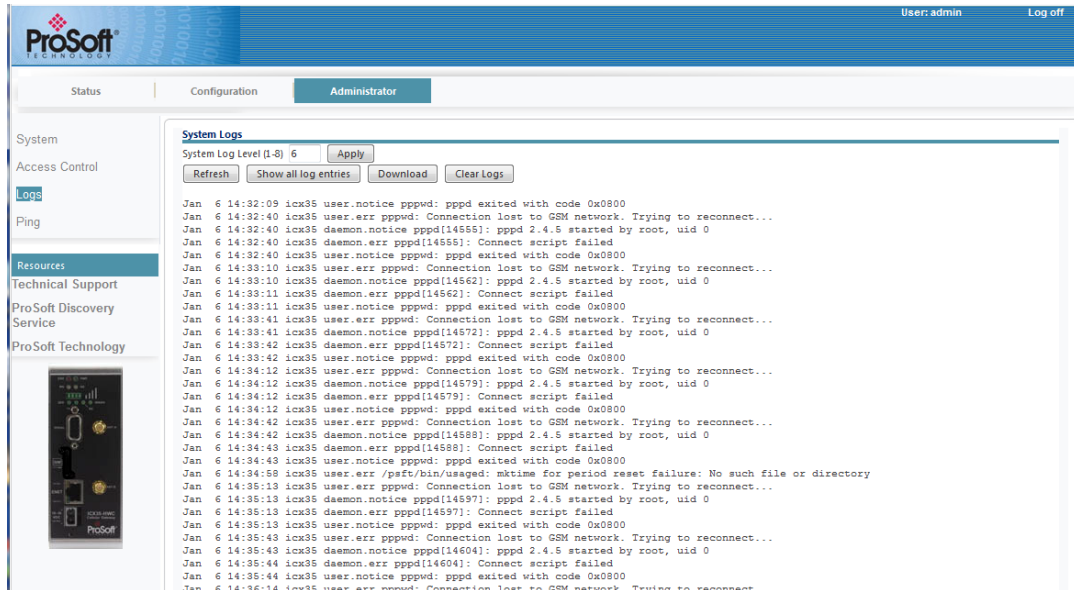 User: admin Log off
ProSoft®
TECHNOLOGY
Status Configuration Administrator
System
Access Control
Logs
Ping
Resources
Technical Support
ProSoft Discovery
Service
ProSoft Technology
ProSoft
System Logs
System Log Level (1-8) 6 Apply
Refresh Show all log entries Download Clear Logs
Jan 6 14:32:09 icx35 user.notice pppwd: pppd exited with code 0x0800
Jan 6 14:32:40 icx35 user.err pppwd: Connection lost to GSM network. Trying to reconnect...
Jan 6 14:32:40 icx35 daemon.notice pppd[14555]: pppd 2.4.5 started by root, uid 0
Jan 6 14:32:40 icx35 daemon.err pppd[14555]: Connect script failed
Jan 6 14:32:40 icx35 user.notice pppwd: pppd exited with code 0x0800
Jan 6 14:33:10 icx35 user.err pppwd: Connection lost to GSM network. Trying to reconnect...
Jan 6 14:33:10 icx35 daemon.notice pppd[14562]: pppd 2.4.5 started by root, uid 0
Jan 6 14:33:11 icx35 daemon.err pppd[14562]: Connect script failed
Jan 6 14:33:11 icx35 user.notice pppwd: pppd exited with code 0x0800
Jan 6 14:33:41 icx35 user.err pppwd: Connection lost to GSM network. Trying to reconnect...
Jan 6 14:33:41 icx35 daemon.notice pppd[14572]: pppd 2.4.5 started by root, uid 0
Jan 6 14:33:42 icx35 daemon.err pppd[14572]: Connect script failed
Jan 6 14:33:42 icx35 user.notice pppwd: pppd exited with code 0x0800
Jan 6 14:34:12 icx35 user.err pppwd: Connection lost to GSM network. Trying to reconnect...
Jan 6 14:34:12 icx35 daemon.notice pppd[14579]: pppd 2.4.5 started by root, uid 0
Jan 6 14:34:12 icx35 daemon.err pppd[14579]: Connect script failed
Jan 6 14:34:12 icx35 user.notice pppwd: pppd exited with code 0x0800
Jan 6 14:34:42 icx35 user.err pppwd: Connection lost to GSM network. Trying to reconnect...
Jan 6 14:34:42 icx35 daemon.notice pppd[14588]: pppd 2.4.5 started by root, uid 0
Jan 6 14:34:43 icx35 daemon.err pppd[14588]: Connect script failed
Jan 6 14:34:43 icx35 user.notice pppwd: pppd exited with code 0x0800
Jan 6 14:34:58 icx35 user.err /psft/bin/usaged: mktime for period reset failure: No such file or directory
Jan 6 14:35:13 icx35 user.err pppwd: Connection lost to GSM network. Trying to reconnect...
Jan 6 14:35:13 icx35 daemon.notice pppd[14597]: pppd 2.4.5 started by root, uid 0
Jan 6 14:35:13 icx35 daemon.err pppd[14597]: Connect script failed
Jan 6 14:35:13 icx35 user.notice pppwd: pppd exited with code 0x0800
Jan 6 14:35:43 icx35 user.err pppwd: Connection lost to GSM network. Trying to reconnect...
Jan 6 14:35:43 icx35 daemon.notice pppd[14604]: pppd 2.4.5 started by root, uid 0
Jan 6 14:35:44 icx35 daemon.err pppd[14604]: Connect script failed
Jan 6 14:35:44 icx35 user.notice pppwd: pppd exited with code 0x0800
Jan 6 14:36:14 icx35 user.err pppwd: Connection lost to GSM network. Trying to reconnect